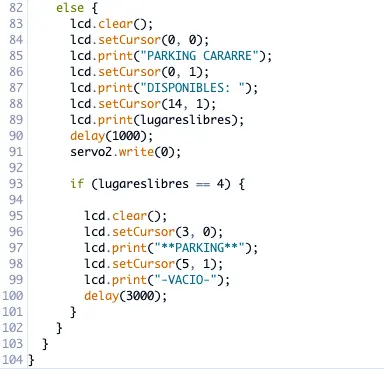 82 else {
83 lcd.clear();
84 lcd.setCursor(0, 0);
85 lcd.print("PARKING CARARRE");
86 lcd.setCursor(0, 1);
87 lcd.print("DISPONIBLES: ");
88 lcd.setCursor(14, 1);
89 lcd.print(lugareslibres);
90 delay(1000);
91 servo2.write(0);
92
93 if (lugareslibres == 4) {
94
95 lcd.clear();
96 lcd.setCursor(3, 0);
97 lcd.print("**PARKING**");
98 lcd.setCursor(5, 1);
99 lcd.print("-VACIO-");
100 delay(3000);
101 }
102 }
103 }
104 }